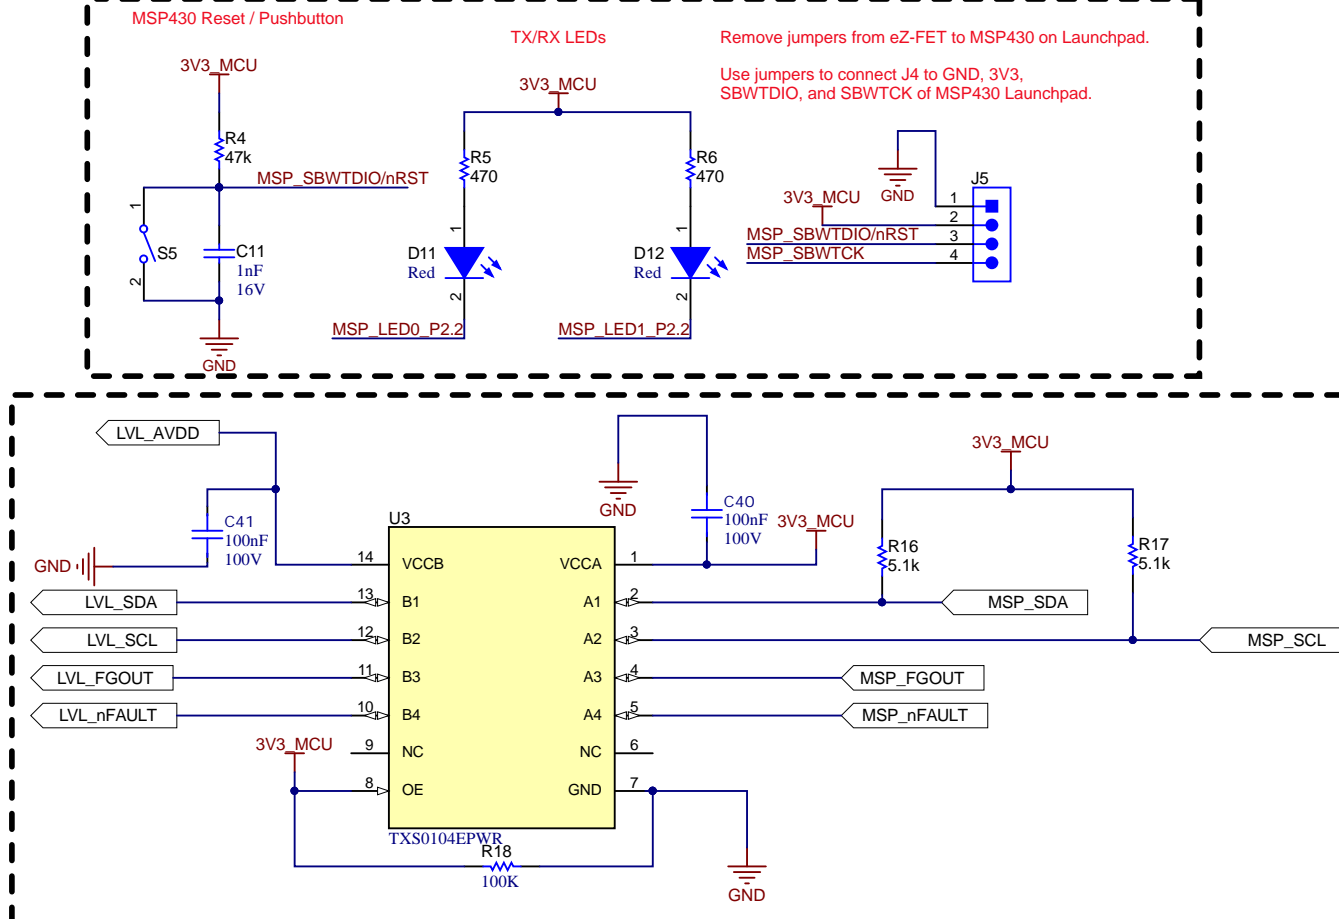 MSP430 Reset / Pushbutton
TX/RX LEDs
Remove jumpers from eZ-FET to MSP430 on Launchpad.
Use jumpers to connect J4 to GND, 3V3,
SBWTDIO, and SBWTCK of MSP430 Launchpad.
3V3_MCU
R4
47k
MSP_SBWTDIO/nRST
1
S5
2
C11
1nF
16V
GND
3V3_MCU
R5
470
1
D11
Red
2
MSP_LED0_P2.2
R6
470
1
D12
Red
2
MSP_LED1_P2.2
GND
J5
3V3_MCU
MSP_SBWTDIO/nRST
MSP_SBWTCK
1
2
3
4
LVL_AVDD
C41
100nF
100V
GND
LVL_SDA
LVL_SCL
LVL_FGOUT
LVL_nFAULT
3V3_MCU
U3
14
VCCB
13
B1
12
B2
11
B3
10
B4
9
NC
8
OE
VCCA
1
A1
2
A2
3
A3
4
A4
5
NC
6
GND
7
TXS0104EPWR
R18
100K
GND
C40
100nF
100V
3V3_MCU
3V3_MCU
R16
5.1k
R17
5.1k
MSP_SDA
MSP_SCL
MSP_FGOUT
MSP_nFAULT
GND